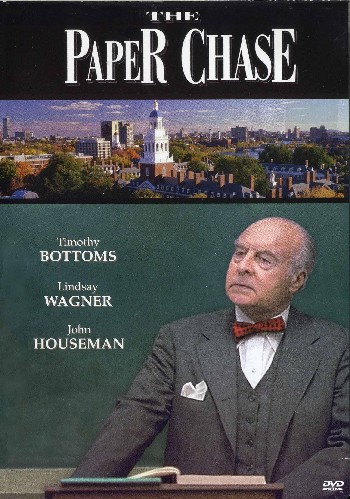 THE
PAPER CHASE
Timothy
BOTTOMS
Lindsay
WAGNER
John
HOUSEMAN
DVD